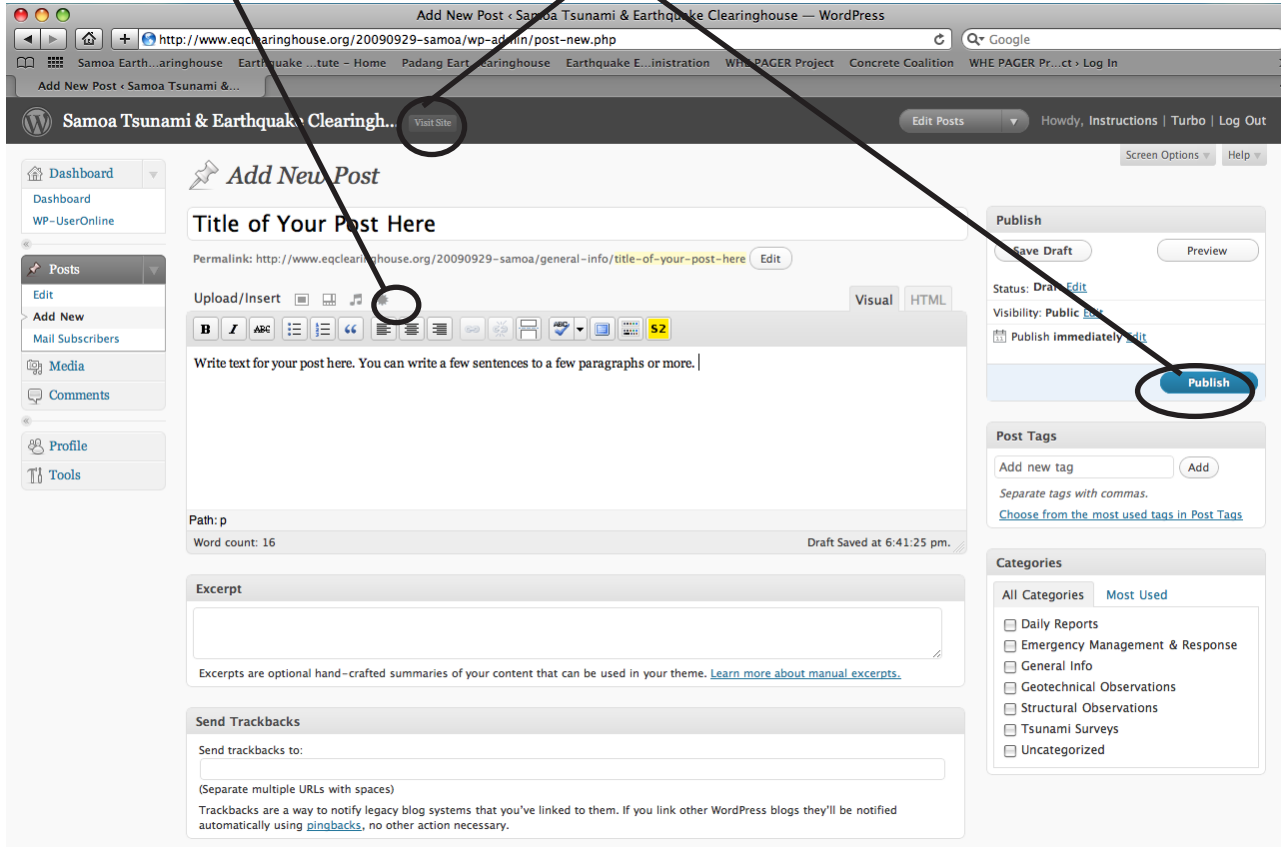 Add New Post ‹ Samoa Tsunami & Earthquake Clearinghouse — WordPress
http://www.eqclearinghouse.org/20090929-samoa/wp-admin/post-new.php
Google
Samoa Earth...aringhouse Earthquake ...tute – Home Padang Eart...earinghouse Earthquake E...inistration WHE PAGER Project Concrete Coalition WHE PAGER Pr...ct › Log In
Add New Post ‹ Samoa Tsunami &...
Samoa Tsunami & Earthquake Clearingh... Visit Site Edit Posts Howdy, Instructions | Turbo | Log Out
Screen Options Help
Dashboard
Dashboard
WP-UserOnline
Posts
Edit
Add New
Mail Subscribers
Media
Comments
Profile
Tools
Add New Post
Title of Your Post Here
Permalink: http://www.eqclearinghouse.org/20090929-samoa/general-info/title-of-your-post-here Edit
Upload/Insert Visual HTML
B I ABC ABC S2
Write text for your post here. You can write a few sentences to a few paragraphs or more.
Path: p
Word count: 16 Draft Saved at 6:41:25 pm.
Excerpt
Excerpts are optional hand-crafted summaries of your content that can be used in your theme. Learn more about manual excerpts.
Send Trackbacks
Send trackbacks to:
(Separate multiple URLs with spaces)
Trackbacks are a way to notify legacy blog systems that you've linked to them. If you link other WordPress blogs they'll be notified
automatically using pingbacks, no other action necessary.
Publish
Save Draft Preview
Status: Draft Edit
Visibility: Public Edit
Publish immediately Edit
Publish
Post Tags
Add new tag Add
Separate tags with commas.
Choose from the most used tags in Post Tags
Categories
All Categories Most Used
Daily Reports
Emergency Management & Response
General Info
Geotechnical Observations
Structural Observations
Tsunami Surveys
Uncategorized